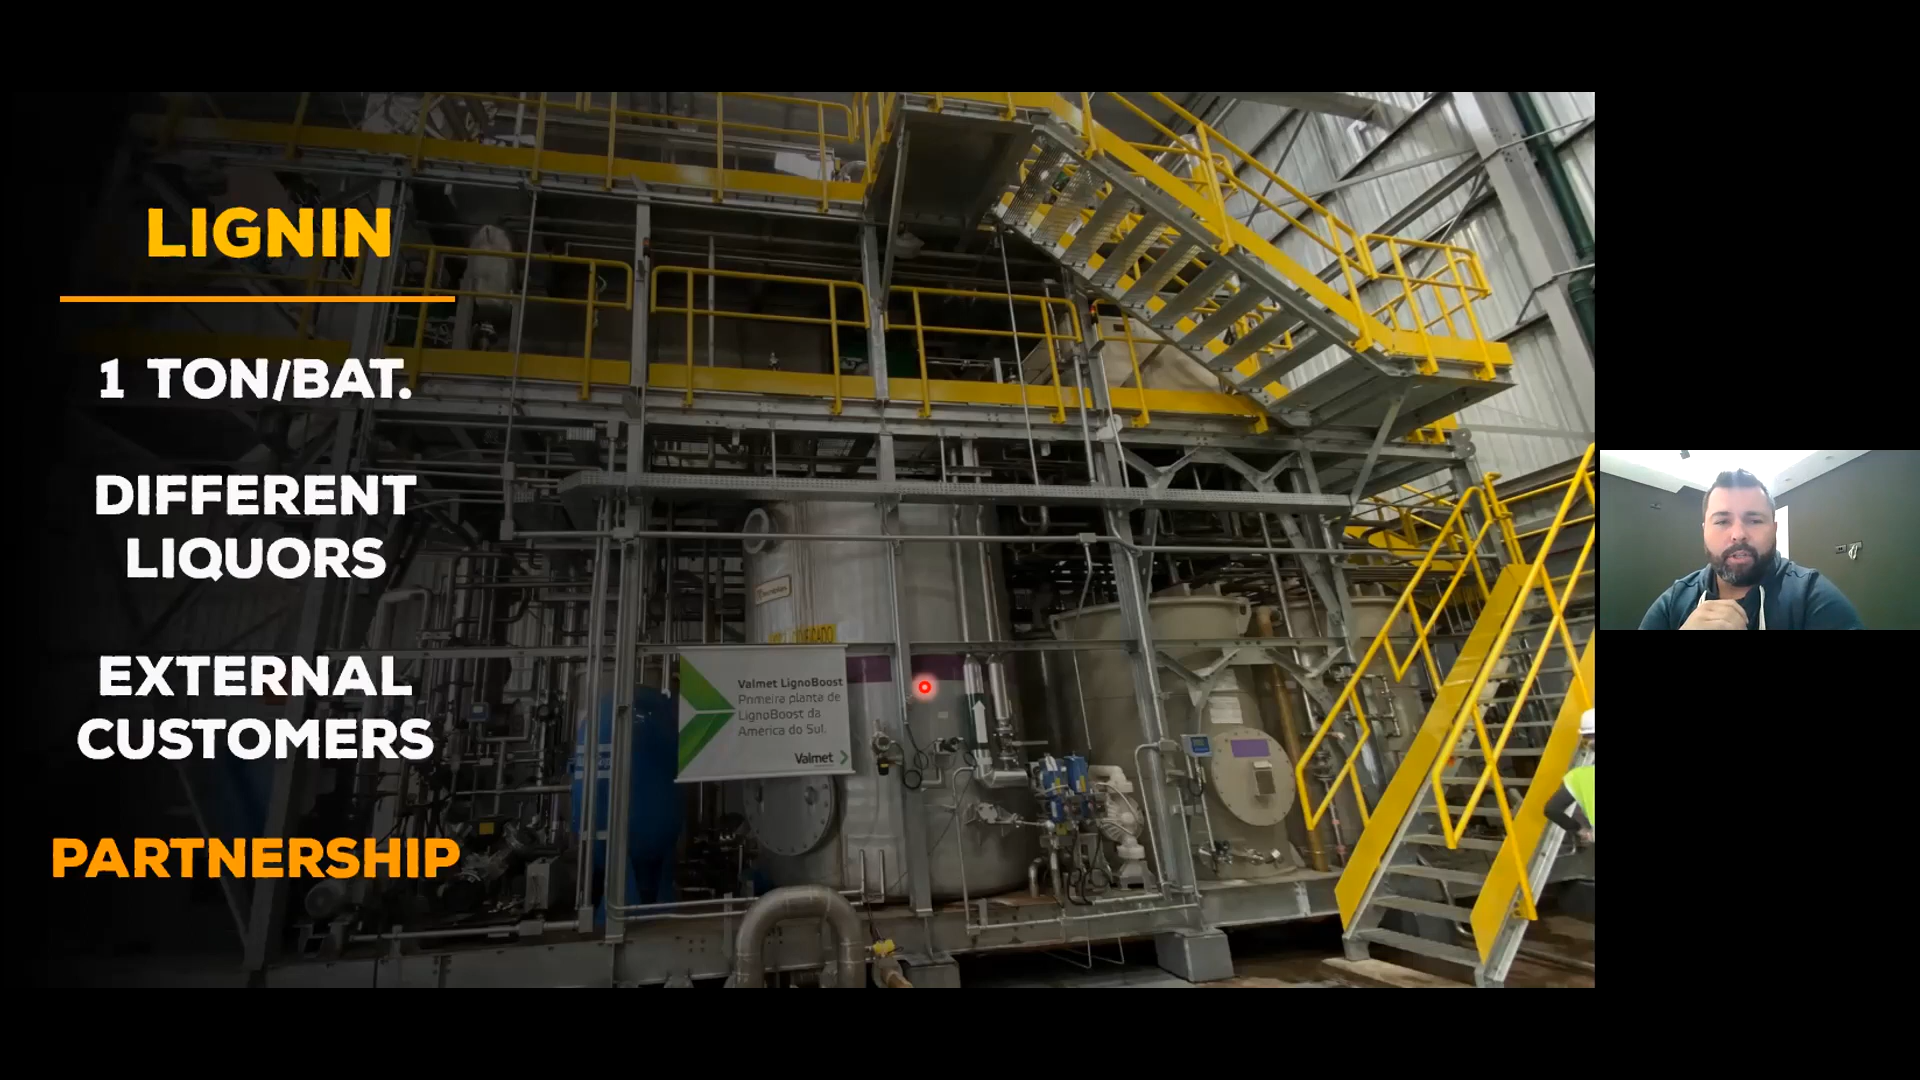 LIGNIN
1 TON/BAT.
DIFFERENT
LIQUORS
EXTERNAL
CUSTOMERS
PARTNERSHIP
Valmet LignoBoost
Primeira planta de
LignoBoost da
América do Sul.
Valmet